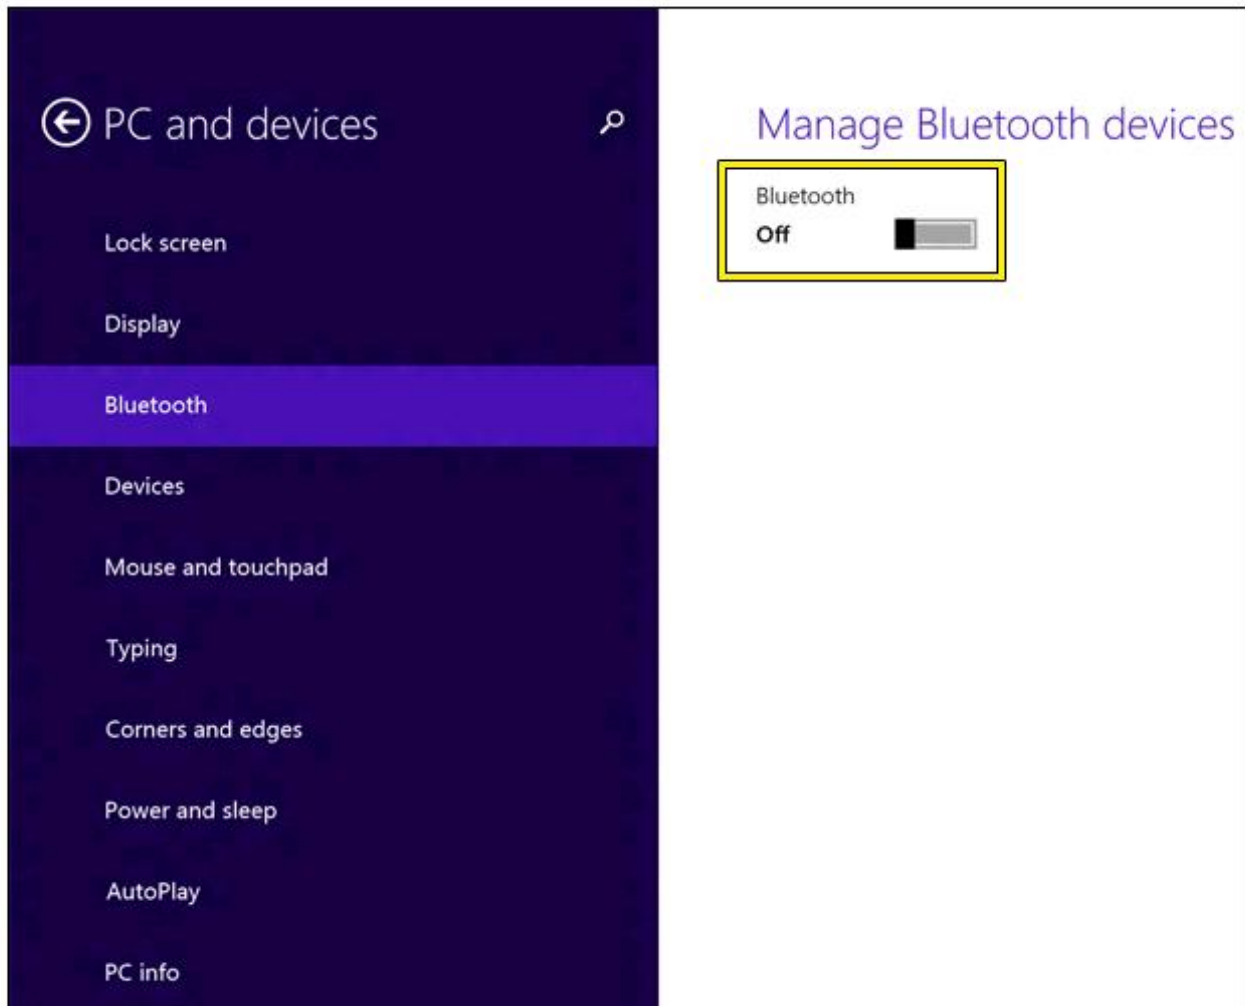 PC and devices
Lock screen
Display
Bluetooth
Devices
Mouse and touchpad
Typing
Corners and edges
Power and sleep
AutoPlay
PC info
Manage Bluetooth devices
Bluetooth
Off